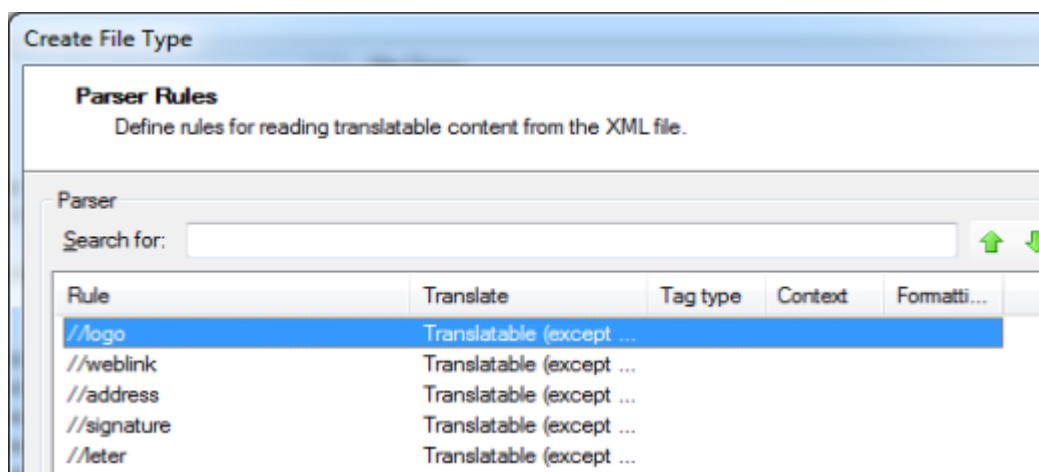 Create File Type
Parser Rules
Define rules for reading translatable content from the XML file.
Parser
Search for:
Rule Translate Tag type Context Formatti...
//logo Translatable (except ...
//weblink Translatable (except ...
//address Translatable (except ...
//signature Translatable (except ...
//leter Translatable (except ...